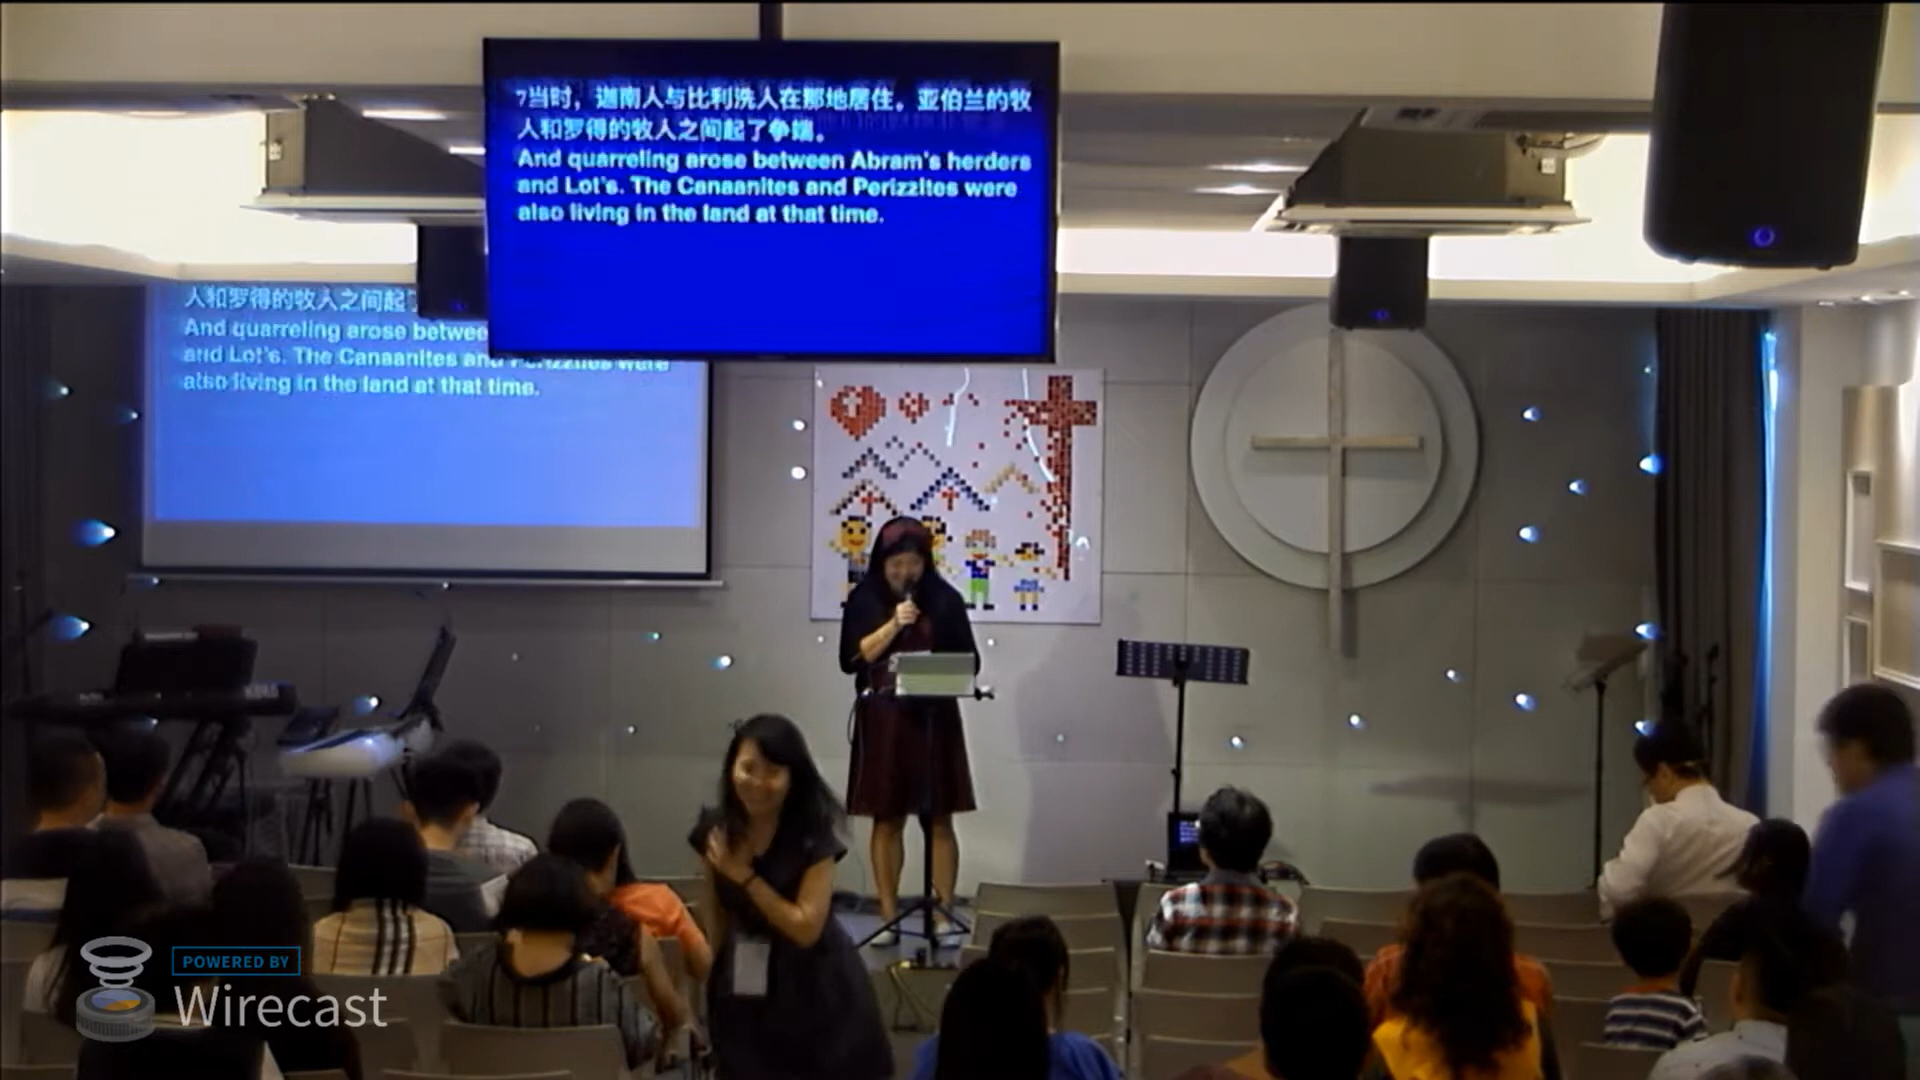 7当时，迦南人与比利洗人在那地居住。亚伯兰的牧
人和罗得的牧人之间起了争端。
And quarreling arose between Abram's herders
and Lot's. The Canaanites and Perizzites were
also living in the land at that time.
人和罗得的牧人之间起
And quarreling arose betwee
and Lot's. The Canaanites and Perizzites were
also living in the land at that time.
POWERED BY
Wirecast